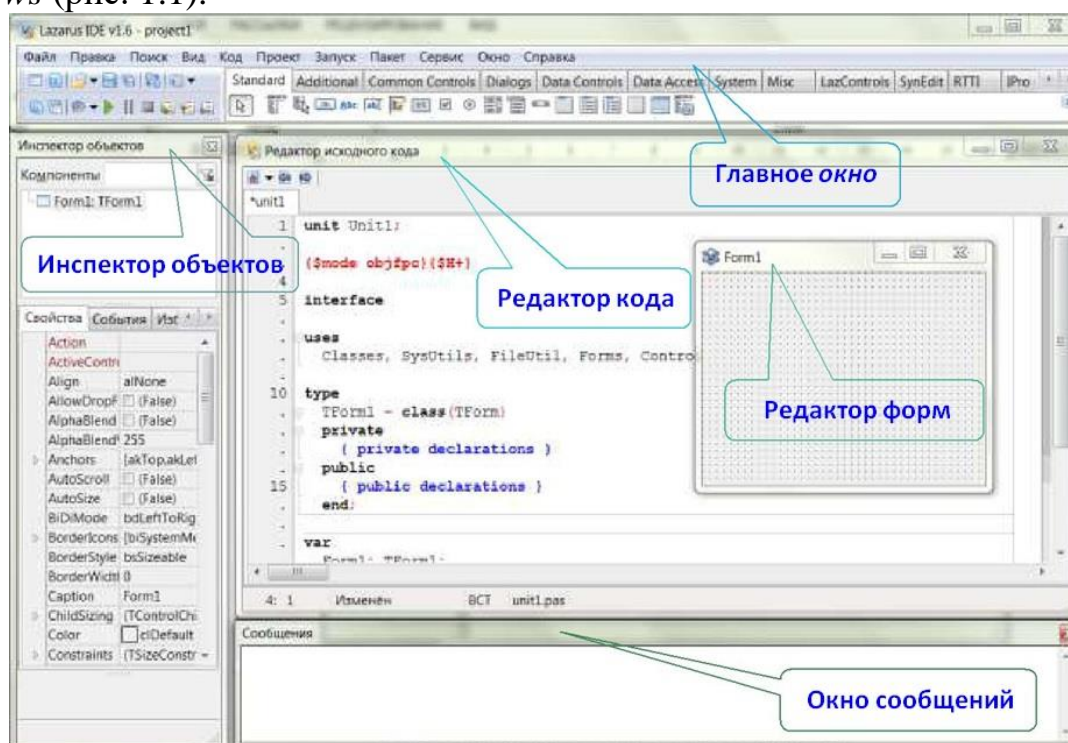 ws (рис. 1.1).
Lazarus IDE v1.6 - project1
Файл Правка Поиск Вид Код Проект Запуск Пакет Сервис Окно Справка
Standard Additional Common Controls Dialogs Data Controls Data Access System Misc LazControls SynEdit RTTI IPro
Инспектор объектов
Компоненты
Form1: TForm1
Инспектор объектов
Свойства События Изб
Action
ActiveContr
Align alNone
AllowDropF (False)
AlphaBlend (False)
AlphaBlend 255
Anchors [akTop,akLef
AutoScroll (False)
AutoSize (False)
BiDiMode bdLeftToRig
BorderIcons [biSystemMe
BorderStyle bsSizeable
BorderWidtl 0
Caption Form1
ChildSizing (TControlChi
Color clDefault
Constraints (TSizeConstr
Редактор исходного кода
*unit1
1 unit Unit1;
{$mode objfpc}{$H+}
4
5 interface
uses
Classes, SysUtils, FileUtil, Forms, Contro
10 type
TForm1 = class(TForm)
private
{ private declarations }
public
15 { public declarations }
end;
var
Form1: TForm1;
4: 1 Изменён ВСТ unit1.pas
Главное окно
Редактор кода
Form1
Редактор форм
Сообщения
Окно сообщений